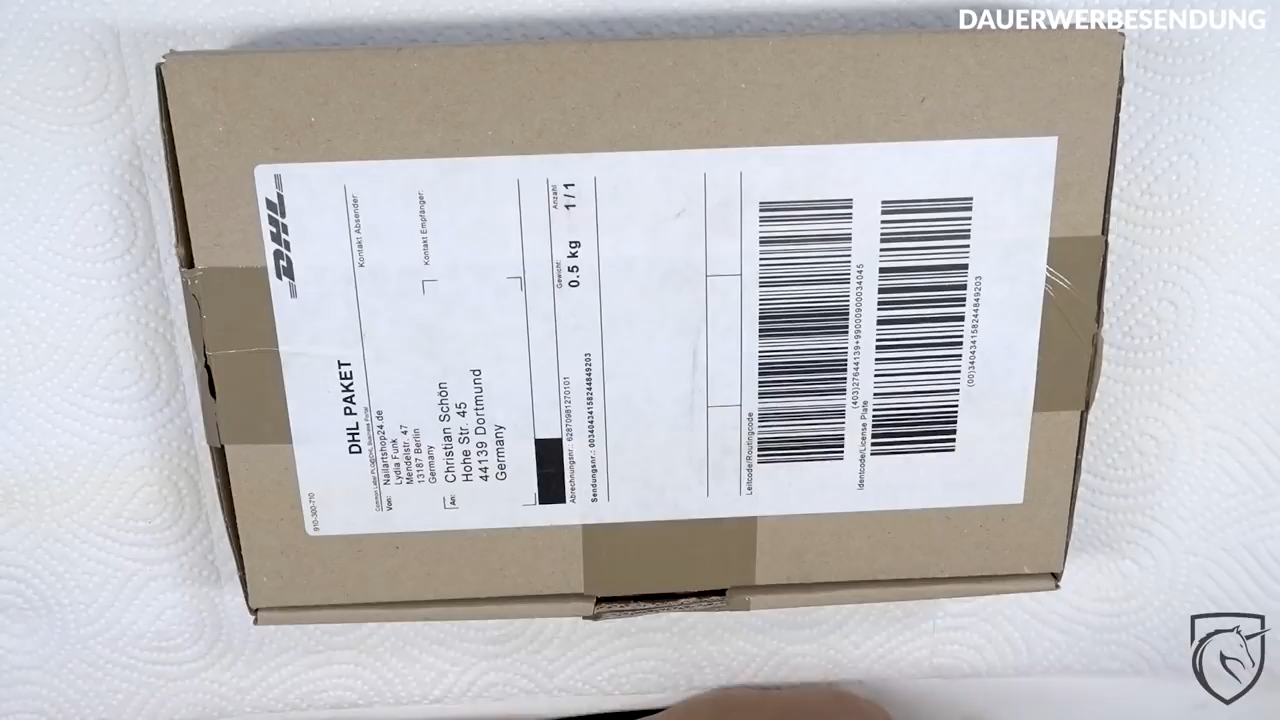 DAUERWERBESENDUNG
910-300-710
DHL
DHL PAKET
Kontakt Absender:
Von: Nailartshop24.de
Lydia Funk
Mendelstr. 47
13187 Berlin
Germany
Kontakt Empfänger:
An: Christian Schön
Hohe Str. 45
44139 Dortmund
Germany
Abrechnungsnr.: 62870981270101
Gewicht:
0.5 kg
Anzahl
1 / 1
Sendungsnr.: 00340434158244849203
Leitcode/Routingcode
(403)27644139+99000900034045
Identcode/License Plate
(00)340434158244849203